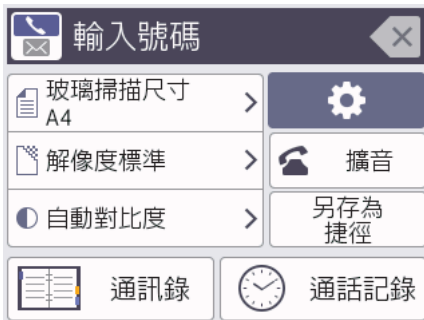 輸入號碼
玻璃掃描尺寸
A4
解像度標準
擴音
自動對比度
另存為
捷徑
通訊錄
通話記錄